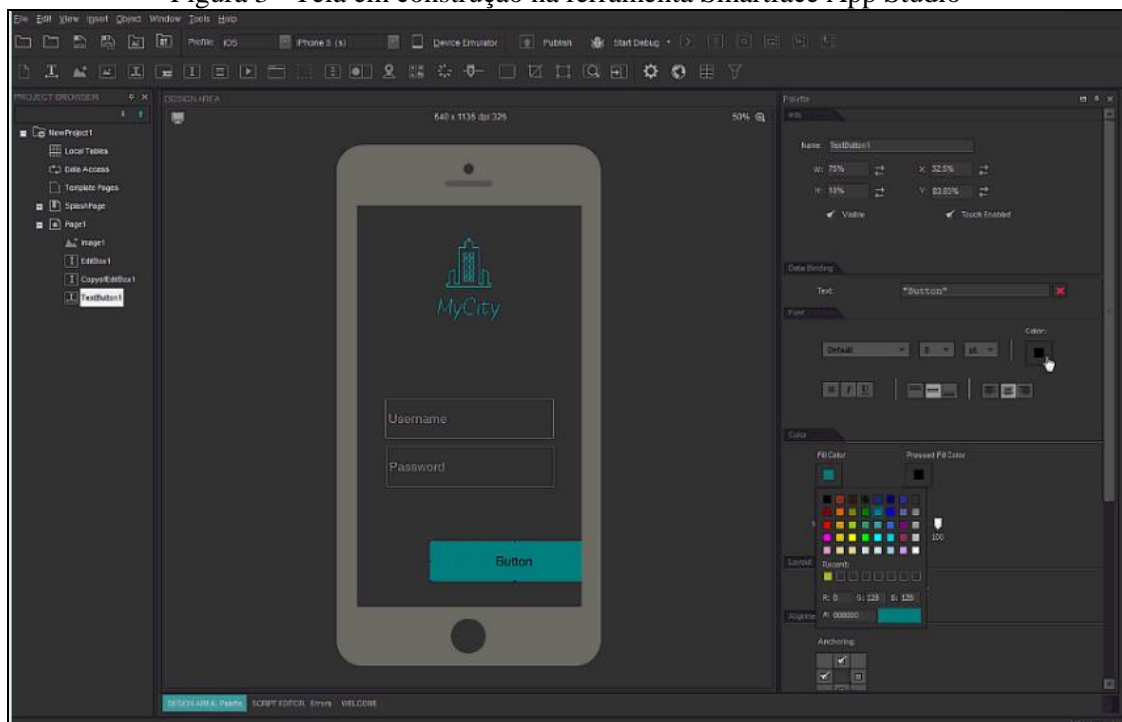 Figura 3 - Tela em construção na ferramenta Smartface App Studio
File Edit View Insert Object Window Tools Help
Profile: iOS iPhone 5 (s) Device Emulator Publish Start Debug
PROJECT BROWSER
DESIGN AREA
Palette
640 x 1136 dpi:326
50%
Info
NewProject1
Local Tables
Data Access
Template Pages
SplashPage
Page1
Image1
EditBox1
CopyofEditBox1
TextButton1
Name: TextButton1
W: 75% X: 32.5%
H: 10% Y: 83.83%
Visible Touch Enabled
MyCity
Data Binding
Text: "Button"
Font
Color:
Default
Username
Password
Color
Fill Color Pressed Fill Color
100
Button
Layout
Recent:
R: 0 G: 128 B: 128
Anchoring
DESIGN AREA, Palette SCRIPT EDITOR, Errors WELCOME